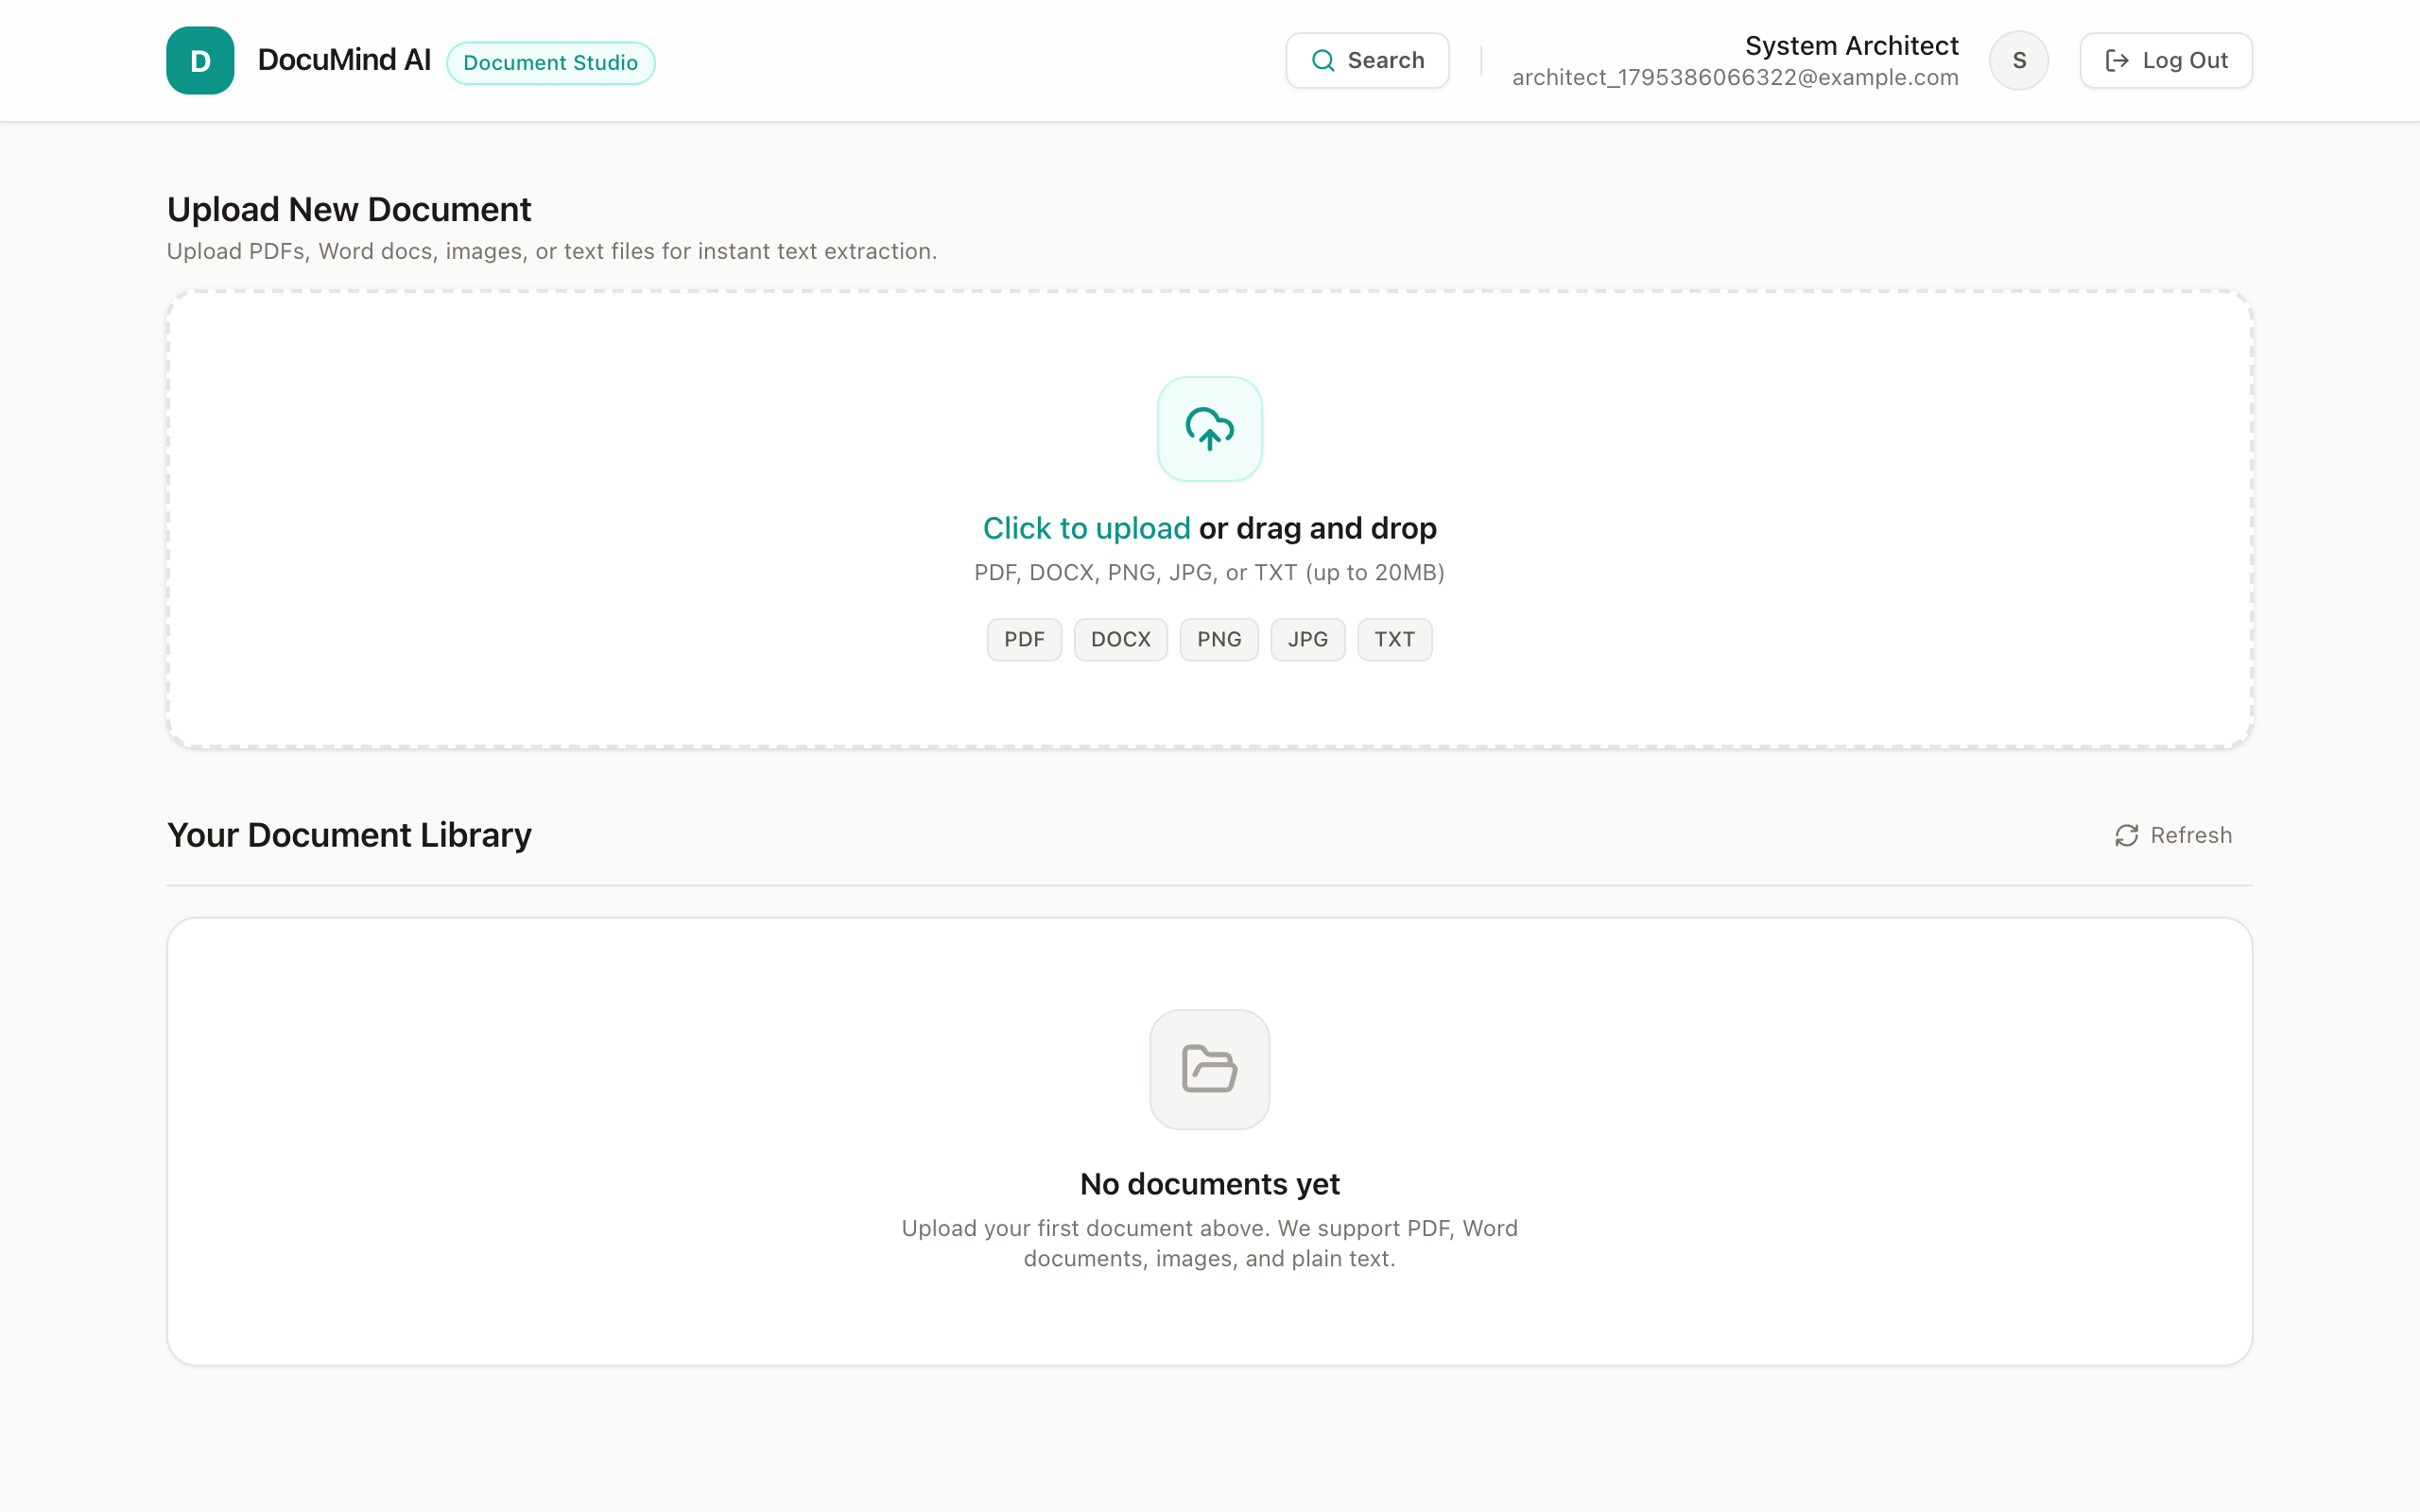 D
DocuMind AI
Document Studio
Search
System Architect
architect_1795386066322@example.com
S
Log Out
Upload New Document
Upload PDFs, Word docs, images, or text files for instant text extraction.
Click to upload or drag and drop
PDF, DOCX, PNG, JPG, or TXT (up to 20MB)
PDF DOCX PNG JPG TXT
Your Document Library
Refresh
No documents yet
Upload your first document above. We support PDF, Word
documents, images, and plain text.